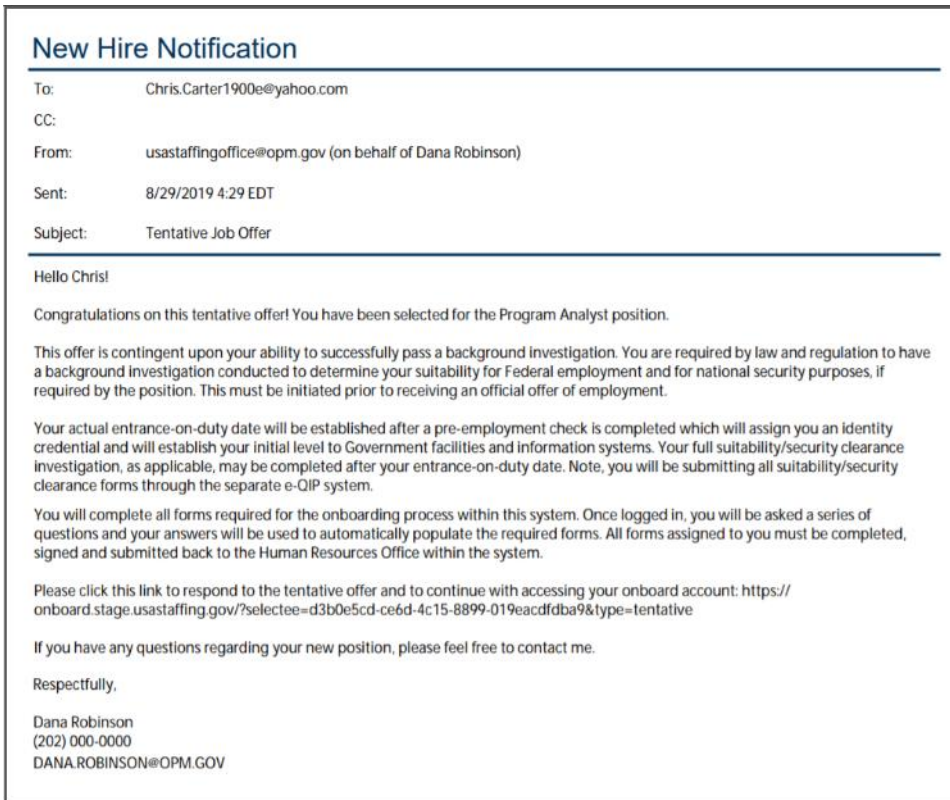 New Hire Notification
To: Chris.Carter1900e@yahoo.com
CC:
From: usastaffingoffice@opm.gov (on behalf of Dana Robinson)
Sent: 8/29/2019 4:29 EDT
Subject: Tentative Job Offer
Hello Chris!
Congratulations on this tentative offer! You have been selected for the Program Analyst position.
This offer is contingent upon your ability to successfully pass a background investigation. You are required by law and regulation to have
a background investigation conducted to determine your suitability for Federal employment and for national security purposes, if
required by the position. This must be initiated prior to receiving an official offer of employment.
Your actual entrance-on-duty date will be established after a pre-employment check is completed which will assign you an identity
credential and will establish your initial level to Government facilities and information systems. Your full suitability/security clearance
investigation, as applicable, may be completed after your entrance-on-duty date. Note, you will be submitting all suitability/security
clearance forms through the separate e-QIP system.
You will complete all forms required for the onboarding process within this system. Once logged in, you will be asked a series of
questions and your answers will be used to automatically populate the required forms. All forms assigned to you must be completed,
signed and submitted back to the Human Resources Office within the system.
Please click this link to respond to the tentative offer and to continue with accessing your onboard account: https://
onboard.stage.usastaffing.gov/?selectee=d3b0e5cd-ce6d-4c15-8899-019eacdfdba9&type=tentative
If you have any questions regarding your new position, please feel free to contact me.
Respectfully,
Dana Robinson
(202) 000-0000
DANA.ROBINSON@OPM.GOV